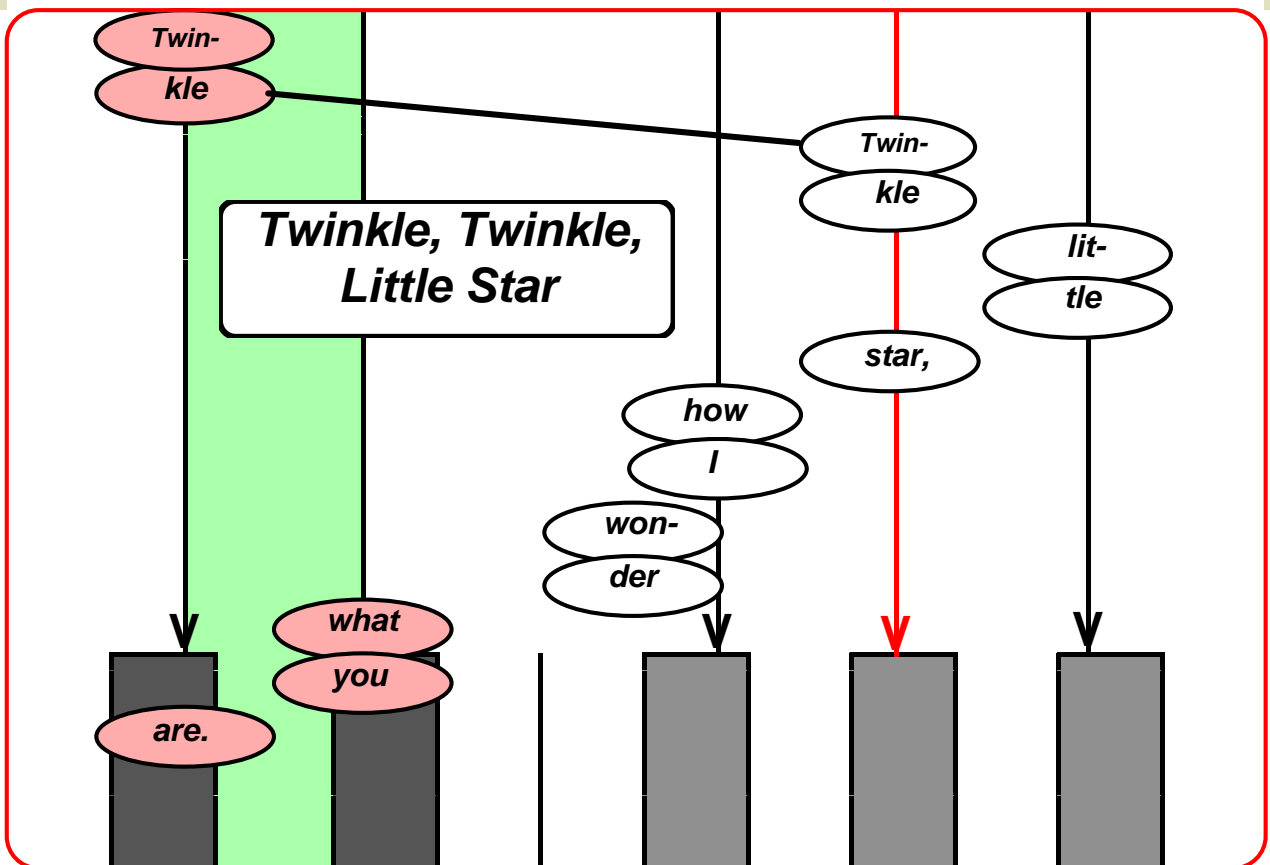 Twin-
kle
Twin-
kle
Twinkle, Twinkle,
Little Star
lit-
tle
star,
how
I
won-
der
what
you
are.